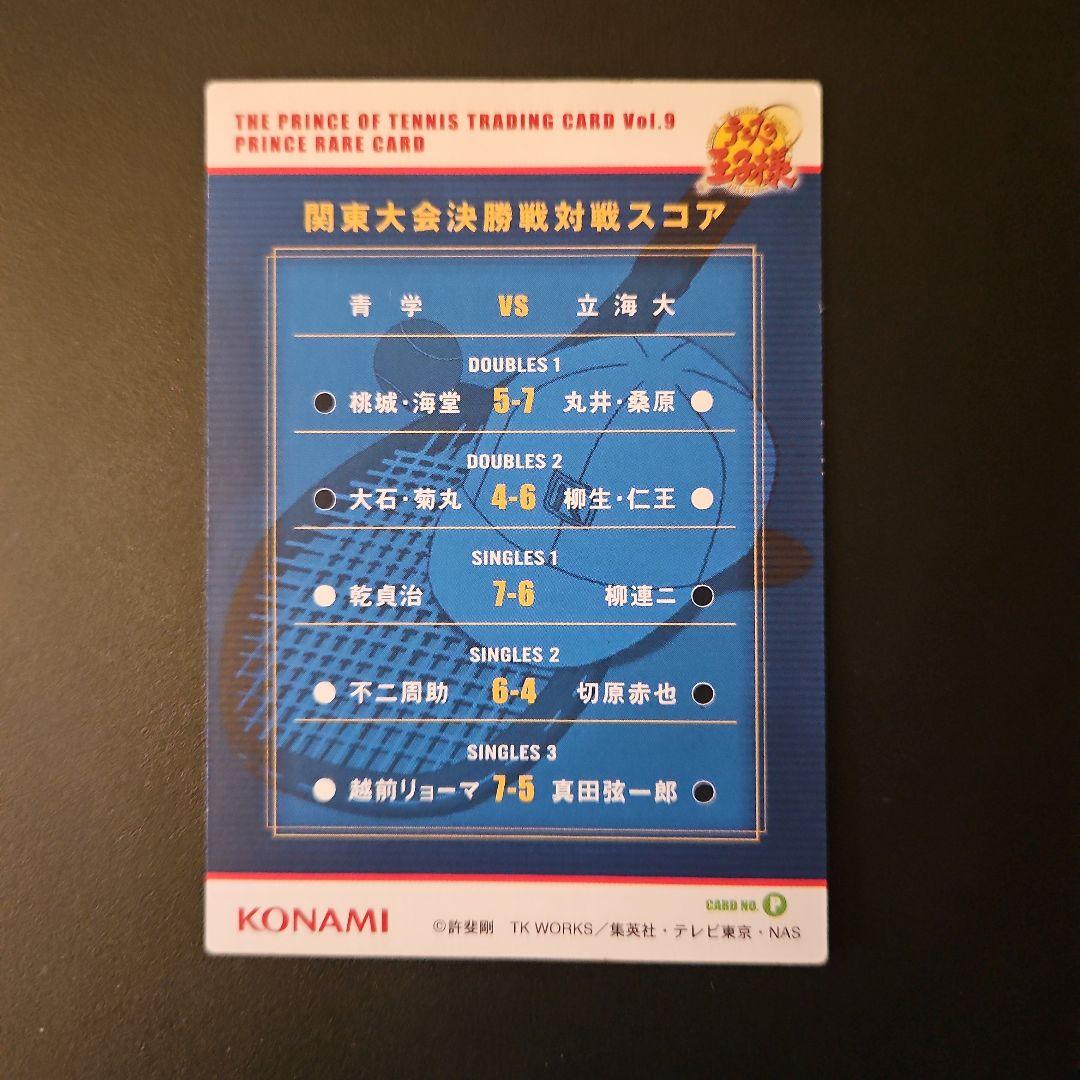 THE PRINCE OF TENNIS TRADING CARD Vol.9
PRINCE RARE CARD
テニスの
王子様
関東大会決勝戦対戦スコア
青学 VS 立海大
DOUBLES 1
桃城・海堂 5-7 丸井・桑原
DOUBLES 2
大石・菊丸 4-6 柳生・仁王
SINGLES 1
乾貞治 7-6 柳連二
SINGLES 2
不二周助 6-4 切原赤也
SINGLES 3
越前リョーマ 7-5 真田弦一郎
CARD NO. P
KONAMI
©許斐剛 TK WORKS／集英社・テレビ東京・NAS